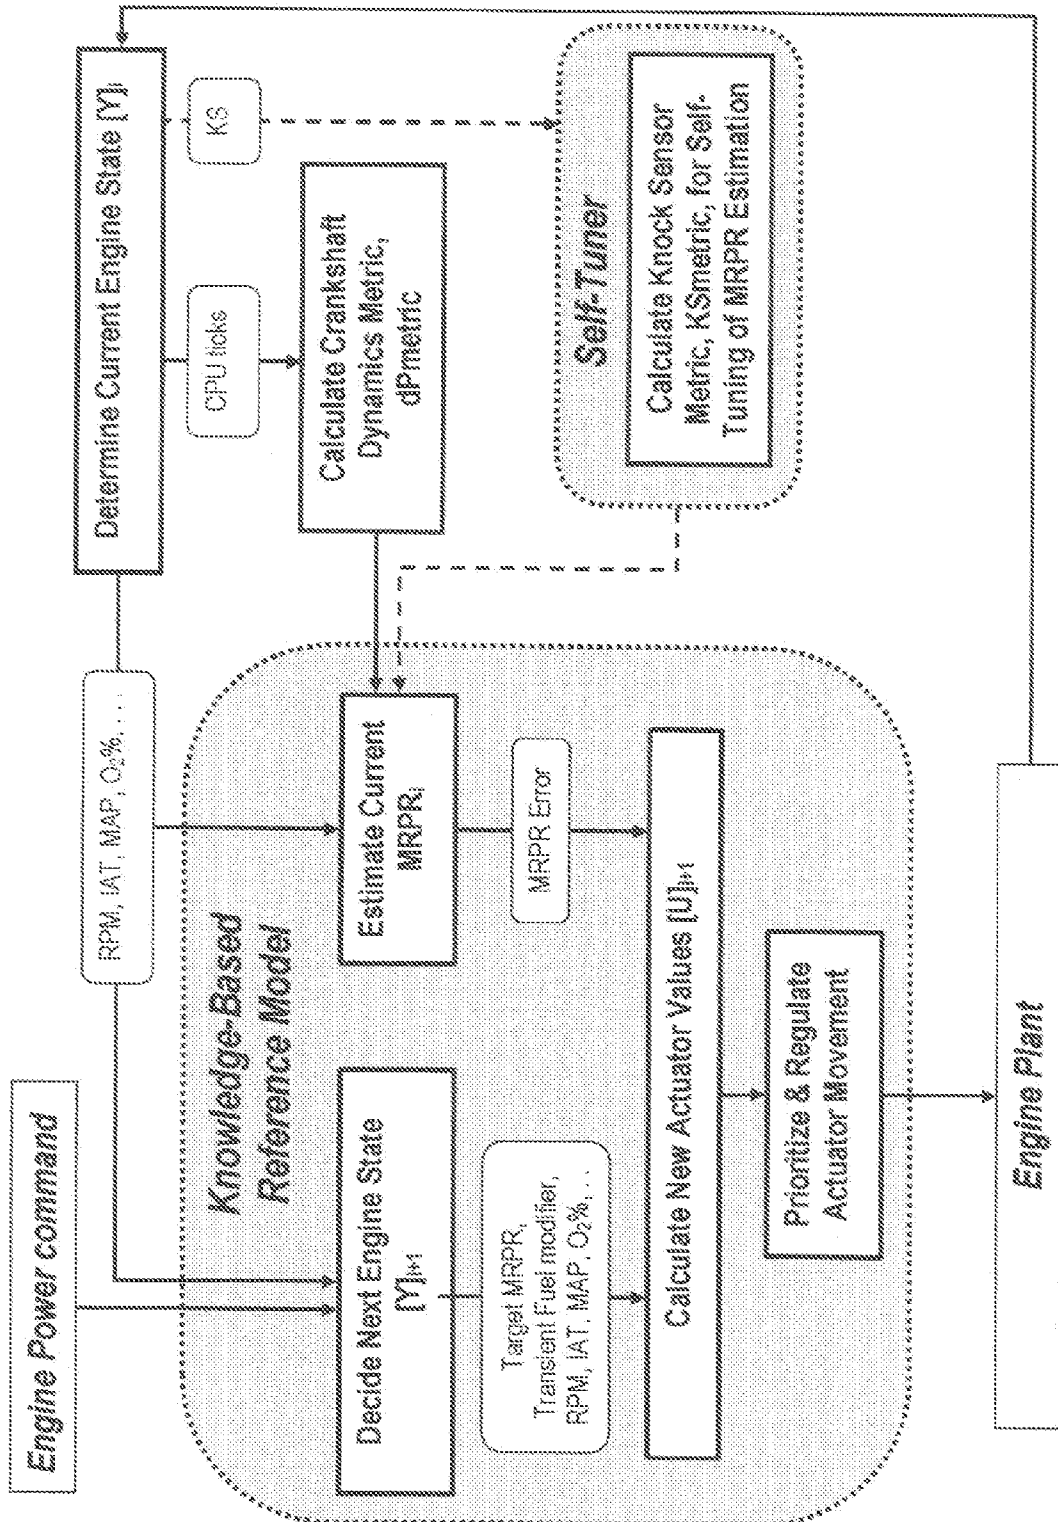 Engine Power command
Determine Current Engine State [Y]i
RPM, IAT, MAP, O2%, . . .
CPU ticks
KS
Calculate Crankshaft
Dynamics Metric,
dPmetric
Knowledge-Based
Reference Model
Decide Next Engine State
[Y]i+1
Estimate Current
MRPRi
Self-Tuner
Calculate Knock Sensor
Metric, KSmetric, for Self-
Tuning of MRPR Estimation
Target MRPR,
Transient Fuel modifier,
RPM, IAT, MAP, O2%, . . .
MRPR Error
Calculate New Actuator Values [U]i+1
Prioritize & Regulate
Actuator Movement
Engine Plant